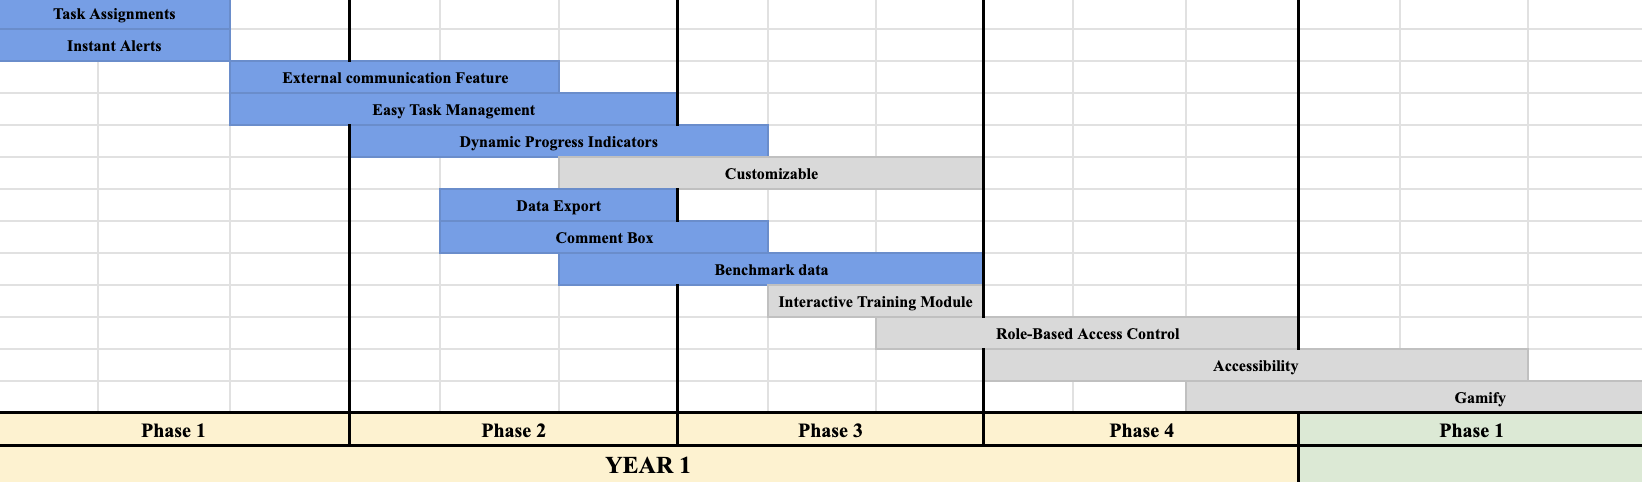 Task Assignments
Instant Alerts
External communication Feature
Easy Task Management
Dynamic Progress Indicators
Customizable
Data Export
Comment Box
Benchmark data
Interactive Training Module
Role-Based Access Control
Accessibility
Gamify
Phase 1 Phase 2 Phase 3 Phase 4 Phase 1
YEAR 1